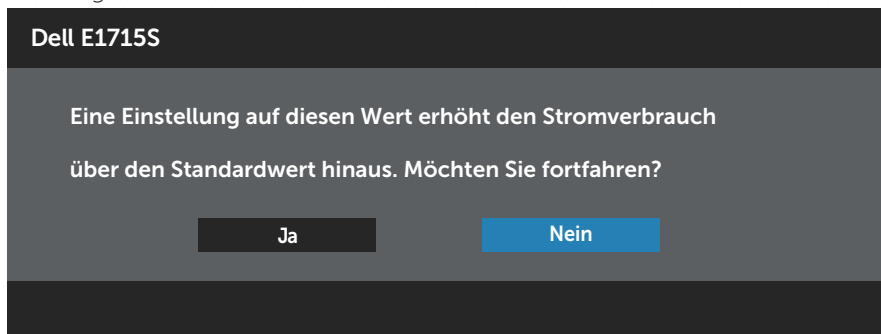 Dell E1715S
Eine Einstellung auf diesen Wert erhöht den Stromverbrauch
über den Standardwert hinaus. Möchten Sie fortfahren?
Ja
Nein